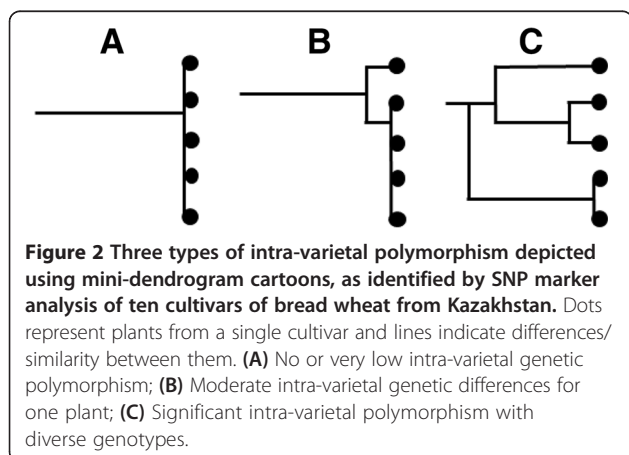 A B C
Figure 2 Three types of intra-varietal polymorphism depicted
using mini-dendrogram cartoons, as identified by SNP marker
analysis of ten cultivars of bread wheat from Kazakhstan. Dots
represent plants from a single cultivar and lines indicate differences/
similarity between them. (A) No or very low intra-varietal genetic
polymorphism; (B) Moderate intra-varietal genetic differences for
one plant; (C) Significant intra-varietal polymorphism with
diverse genotypes.